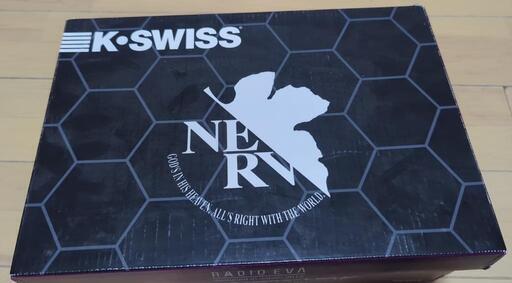 K•SWISS
NERV
GOD'S IN HIS HEAVEN. ALL'S RIGHT WITH THE WORLD.
RADIO EVA